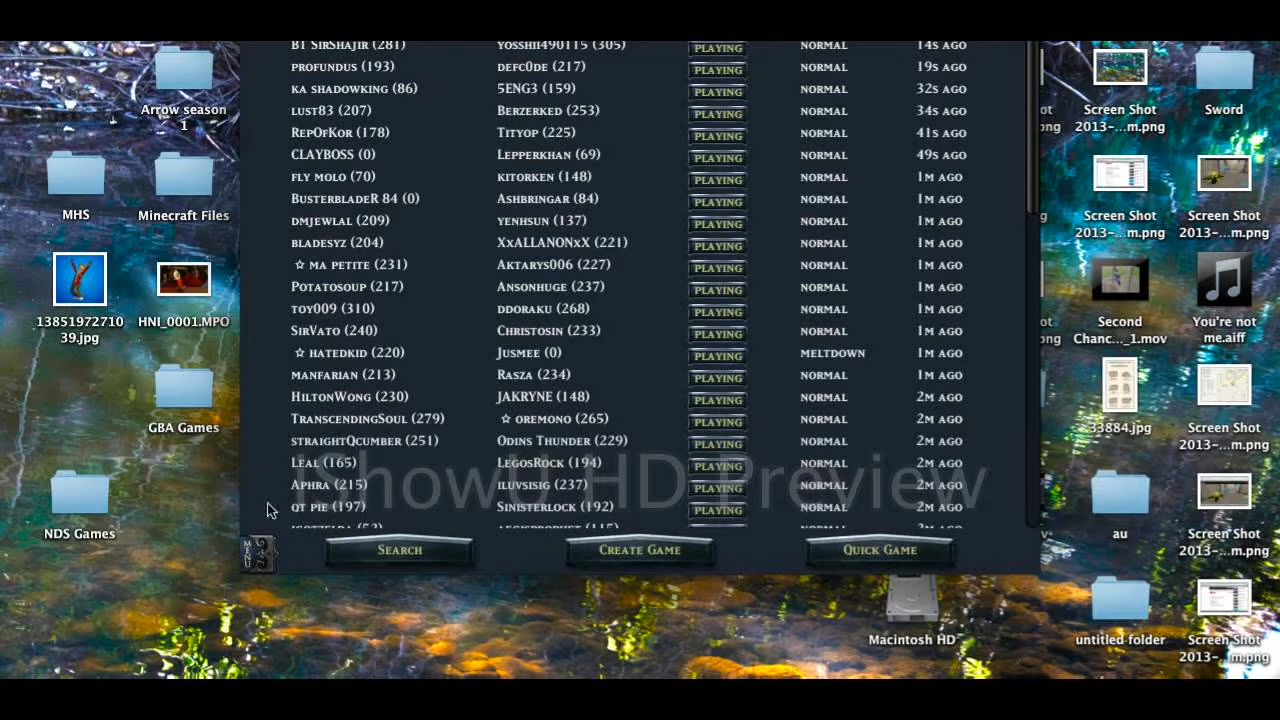 B1 SirShajir (281) Yosshii490115 (305) PLAYING NORMAL 14s AGO
PROFUNDUS (193) DEFC0DE (217) PLAYING NORMAL 19s AGO
KA SHADOWKING (86) 5ENG3 (159) PLAYING NORMAL 32s AGO
LUST83 (207) BERZERKED (253) PLAYING NORMAL 34s AGO
RepOfKor (178) TITYOP (225) PLAYING NORMAL 41s AGO
CLAYBOSS (0) LEPPERKHAN (69) PLAYING NORMAL 49s AGO
FLY MOLO (70) KITORKEN (148) PLAYING NORMAL 1M AGO
BUSTERBLADER 84 (0) ASHBRINGAR (84) PLAYING NORMAL 1M AGO
DMJEWLAL (209) YENHSUN (137) PLAYING NORMAL 1M AGO
BLADESYZ (204) XxALLANONxX (221) PLAYING NORMAL 1M AGO
☆ MA PETITE (231) AKTARYS006 (227) PLAYING NORMAL 1M AGO
POTATOSOUP (217) ANSONHUGE (237) PLAYING NORMAL 1M AGO
TOY009 (310) DDORAKU (268) PLAYING NORMAL 1M AGO
SirVato (240) CHRISTOSIN (233) PLAYING NORMAL 1M AGO
☆ HATEDKID (220) JUSMEE (0) PLAYING MELTDOWN 1M AGO
MANFARIAN (213) RASZA (234) PLAYING NORMAL 1M AGO
HiltonWong (230) JAKRYNE (148) PLAYING NORMAL 2M AGO
TranscendingSoul (279) ☆ OREMONO (265) PLAYING NORMAL 2M AGO
STRAIGHTQCUMBER (251) ODINS THUNDER (229) PLAYING NORMAL 2M AGO
LEAL (165) LegosRock (194) PLAYING NORMAL 2M AGO
APHRA (215) ILUVSISIG (237) PLAYING NORMAL 2M AGO
QT PIE (197) SINISTERLOCK (192) PLAYING NORMAL 2M AGO
iShowU HD Preview
MENU
SEARCH
CREATE GAME
QUICK GAME
Arrow season
1
MHS
Minecraft Files
13851972710
39.jpg
HNI_0001.MPO
GBA Games
NDS Games
Screen Shot
2013-...m.png
Sword
Screen Shot
2013-...m.png
Screen Shot
2013-...m.png
Second
Chanc..._1.mov
You're not
me.aiff
33884.jpg
Screen Shot
2013-...m.png
au
Screen Shot
2013-...m.png
Macintosh HD
untitled folder
Screen Shot
2013-...m.png